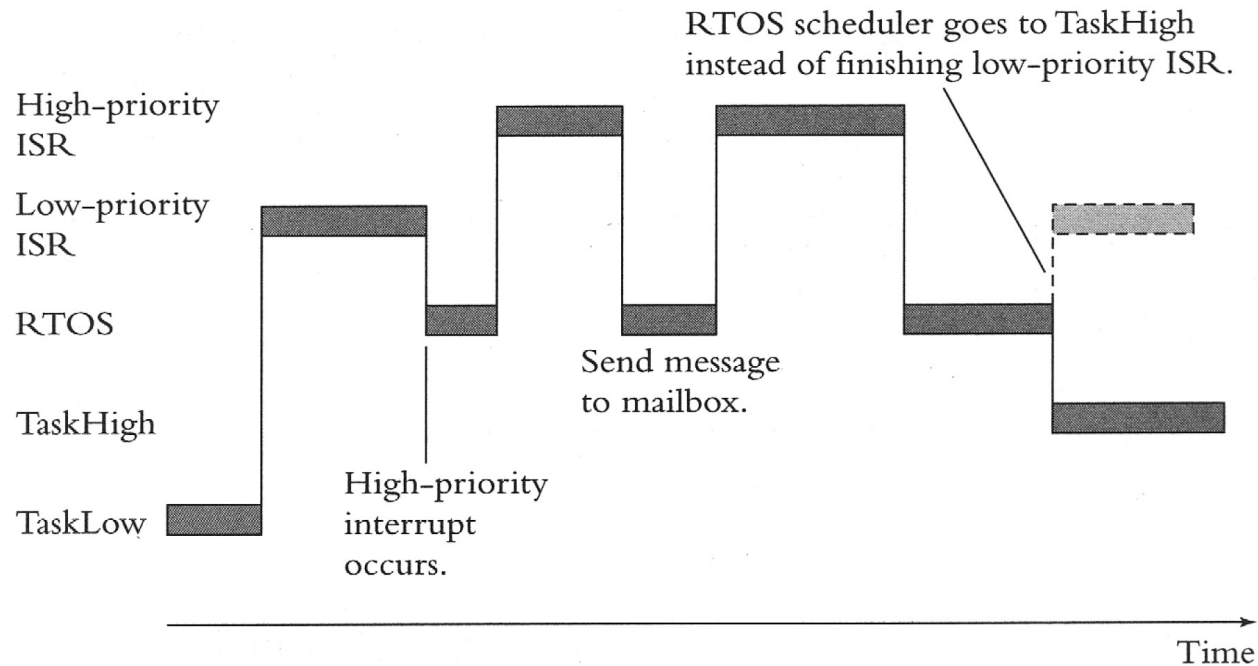 RTOS scheduler goes to TaskHigh
instead of finishing low-priority ISR.
High-priority
ISR
Low-priority
ISR
RTOS
Send message
to mailbox.
TaskHigh
High-priority
interrupt
occurs.
TaskLow
Time